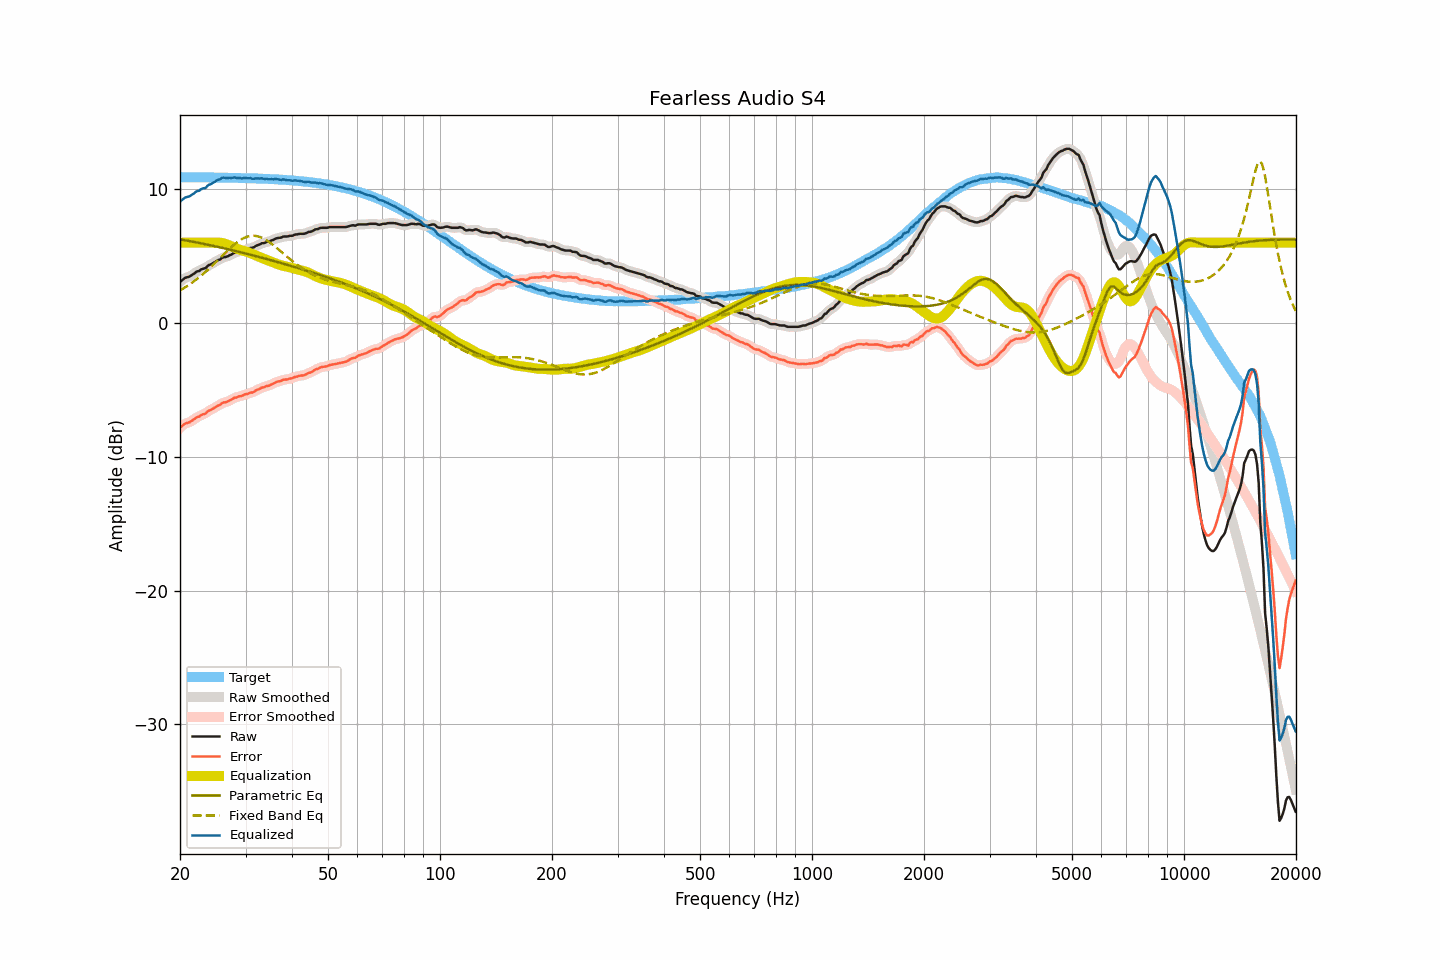 Fearless Audio S4
Amplitude (dBr)
10
0
−10
−20
−30
Target
Raw Smoothed
Error Smoothed
Raw
Error
Equalization
Parametric Eq
Fixed Band Eq
Equalized
20 50 100 200 500 1000 2000 5000 10000 20000
Frequency (Hz)